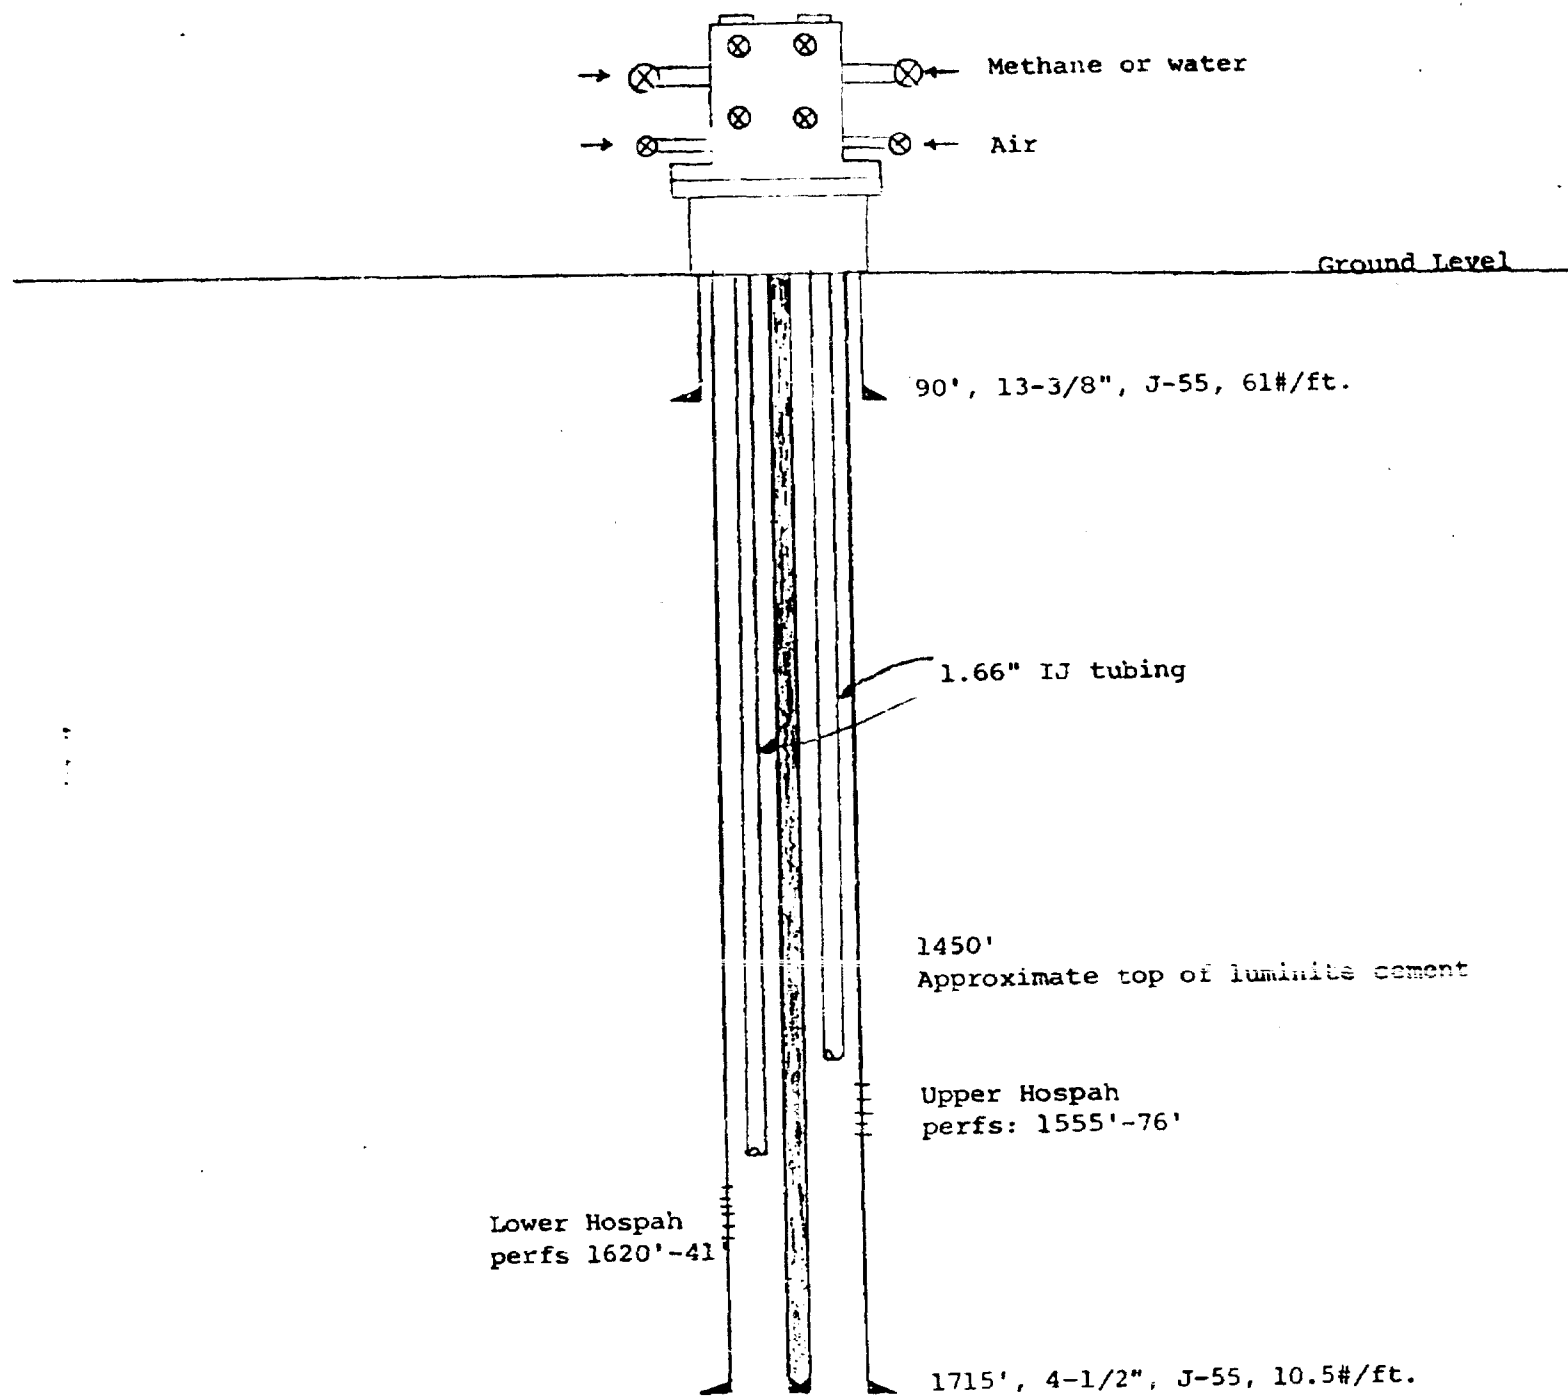 Methane or water
Air
Ground Level
90', 13-3/8", J-55, 61#/ft.
1.66" IJ tubing
1450'
Approximate top of luminite cement
Upper Hospah
perfs: 1555'-76'
Lower Hospah
perfs 1620'-41'
1715', 4-1/2", J-55, 10.5#/ft.